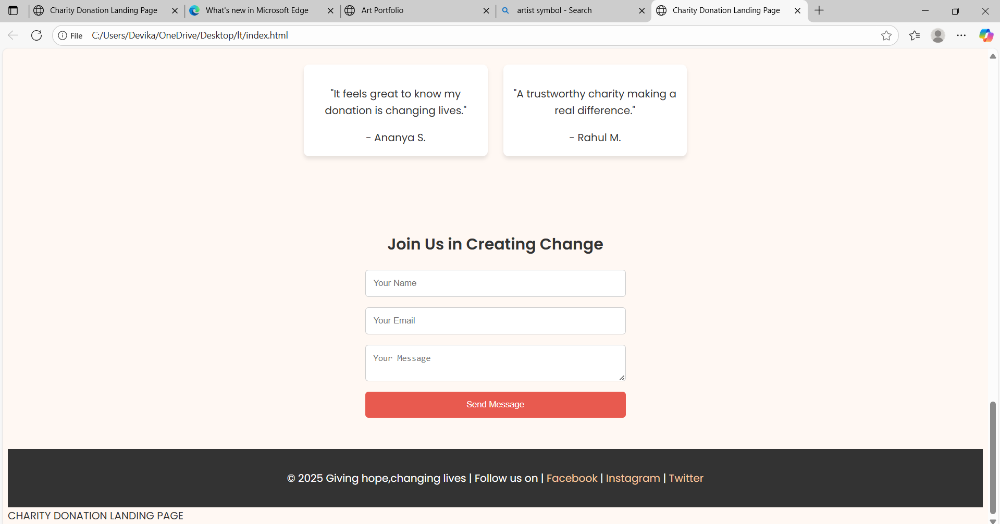 Charity Donation Landing Page
What's new in Microsoft Edge
Art Portfolio
artist symbol - Search
Charity Donation Landing Page
File C:/Users/Devika/OneDrive/Desktop/lt/index.html
"It feels great to know my
donation is changing lives."
- Ananya S.
"A trustworthy charity making a
real difference."
- Rahul M.
Join Us in Creating Change
Your Name
Your Email
Your Message
Send Message
© 2025 Giving hope,changing lives | Follow us on | Facebook | Instagram | Twitter
CHARITY DONATION LANDING PAGE